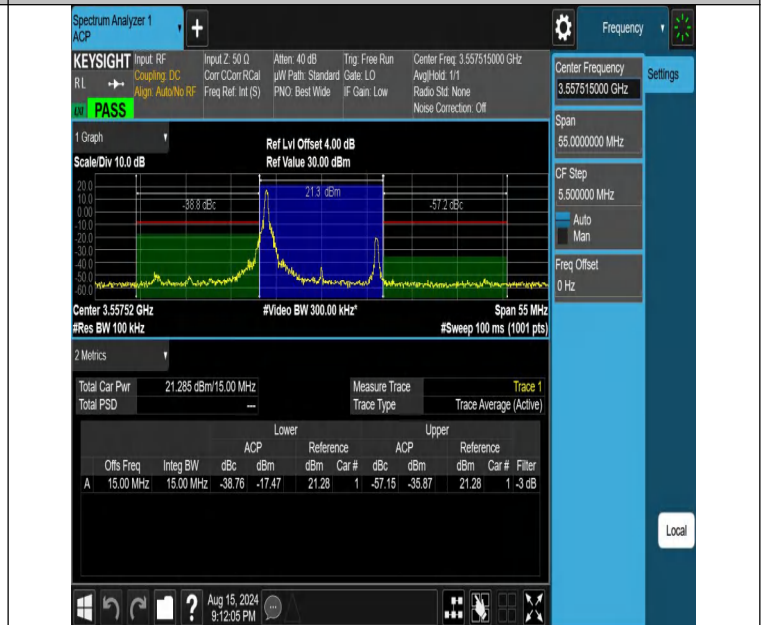 Spectrum Analyzer 1
ACP
+
Frequency
KEYSIGHT
RL
PASS
Input: RF
Coupling: DC
Align: Auto/No RF
Input Z: 50 Ω
Corr CCorr RCal
Freq Ref: Int (S)
Atten: 40 dB
µW Path: Standard
PNO: Best Wide
Trig: Free Run
Gate: LO
IF Gain: Low
Center Freq: 3.557515000 GHz
Avg|Hold: 1/1
Radio Std: None
Noise Correction: Off
Center Frequency
3.557515000 GHz
Settings
Span
55.0000000 MHz
CF Step
5.500000 MHz
Auto
Man
Freq Offset
0 Hz
1 Graph
Scale/Div 10.0 dB
Ref Lvl Offset 4.00 dB
Ref Value 30.00 dBm
20.0
10.0
0.00
-10.0
-20.0
-30.0
-40.0
-50.0
-60.0
-38.8 dBc
21.3 dBm
-57.2 dBc
Center 3.55752 GHz
#Video BW 300.00 kHz*
Span 55 MHz
#Res BW 100 kHz
#Sweep 100 ms (1001 pts)
2 Metrics
Total Car Pwr 21.285 dBm/15.00 MHz
Total PSD ---
Measure Trace Trace 1
Trace Type Trace Average (Active)
Lower Upper
ACP Reference ACP Reference
Offs Freq Integ BW dBc dBm dBm Car # dBc dBm dBm Car # Filter
A 15.00 MHz 15.00 MHz -38.76 -17.47 21.28 1 -57.15 -35.87 21.28 1 -3 dB
Local
?
Aug 15, 2024
9:12:05 PM